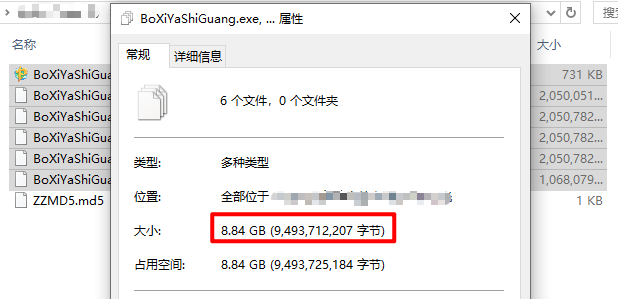 BoXiYaShiGuang.exe, ... 属性
搜索
名称
大小
常规
详细信息
BoXiYaShiGua
731 KB
BoXiYaShiGua
2,050,051...
BoXiYaShiGua
2,050,782...
BoXiYaShiGua
2,050,782...
BoXiYaShiGua
2,050,782...
BoXiYaShiGua
1,068,079...
ZZMD5.md5
6 个文件，0 个文件夹
类型:
多种类型
位置:
全部位于
大小:
8.84 GB (9,493,712,207 字节)
占用空间:
8.84 GB (9,493,725,184 字节)